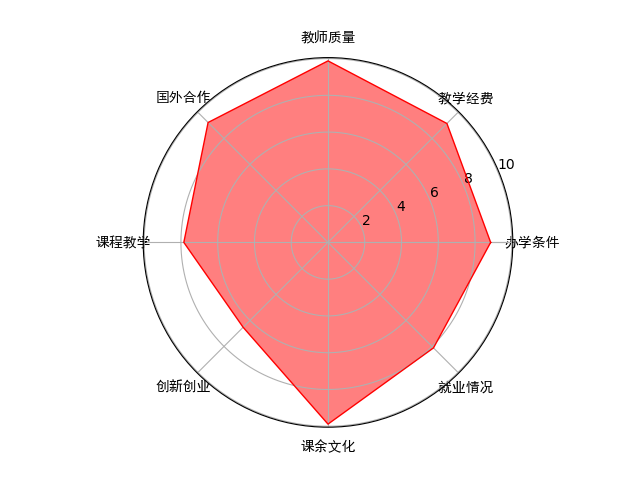 教师质量
国外合作
教学经费
10
8
6
4
2
课程教学
办学条件
创新创业
就业情况
课余文化